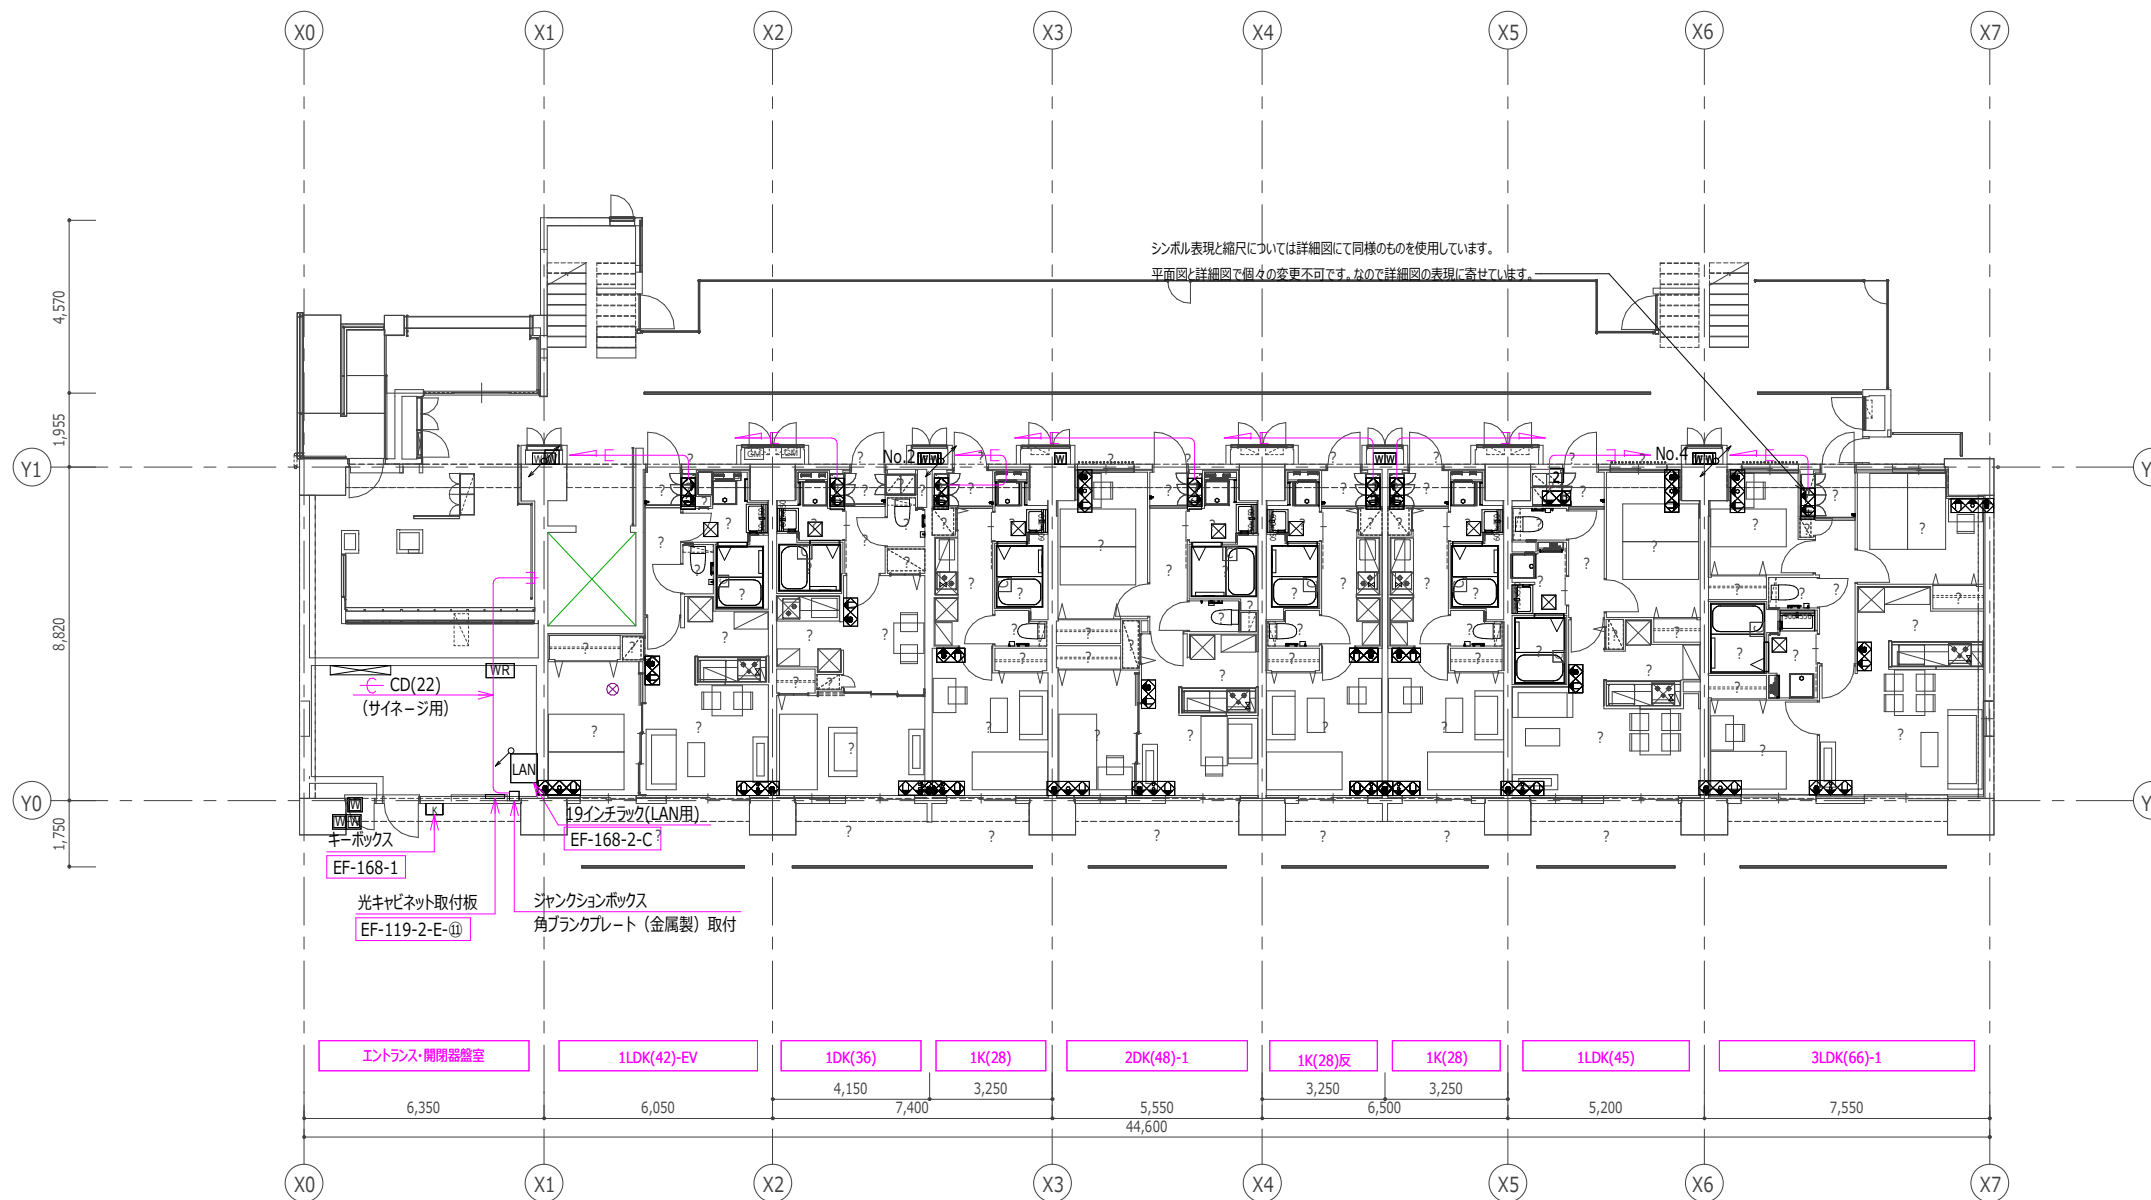 X0
X1
X2
X3
X4
X5
X6
X7
シンボル表現と縮尺については詳細図にて同様のものを使用しています。
平面図と詳細図で個々の変更不可です。なので詳細図の表現に寄せています。
4,570
1,955
8,820
1,750
Y1
Y0
No.2
No.4
GM
GM
WR
CD(22)
(サイネージ用)
LAN
19インチラック(LAN用)
EF-168-2-C
キーボックス
EF-168-1
光キャビネット取付板
EF-119-2-E-⑪
ジャンクションボックス
角ブランクプレート（金属製）取付
エントランス・開閉器盤室
1LDK(42)-EV
1DK(36)
1K(28)
2DK(48)-1
1K(28)反
1K(28)
1LDK(45)
3LDK(66)-1
4,150
3,250
3,250
3,250
6,350
6,050
7,400
5,550
6,500
5,200
7,550
44,600
X0
X1
X2
X3
X4
X5
X6
X7